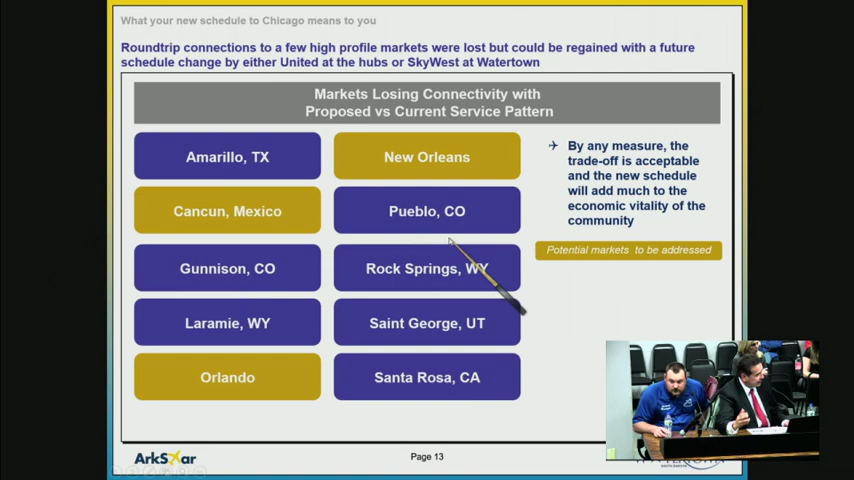 What your new schedule to Chicago means to you
Roundtrip connections to a few high profile markets were lost but could be regained with a future
schedule change by either United at the hubs or SkyWest at Watertown
Markets Losing Connectivity with
Proposed vs Current Service Pattern
Amarillo, TX
New Orleans
Cancun, Mexico
Pueblo, CO
Gunnison, CO
Rock Springs, WY
Laramie, WY
Saint George, UT
Orlando
Santa Rosa, CA
By any measure, the
trade-off is acceptable
and the new schedule
will add much to the
economic vitality of the
community
Potential markets to be addressed
ArkStar
Page 13